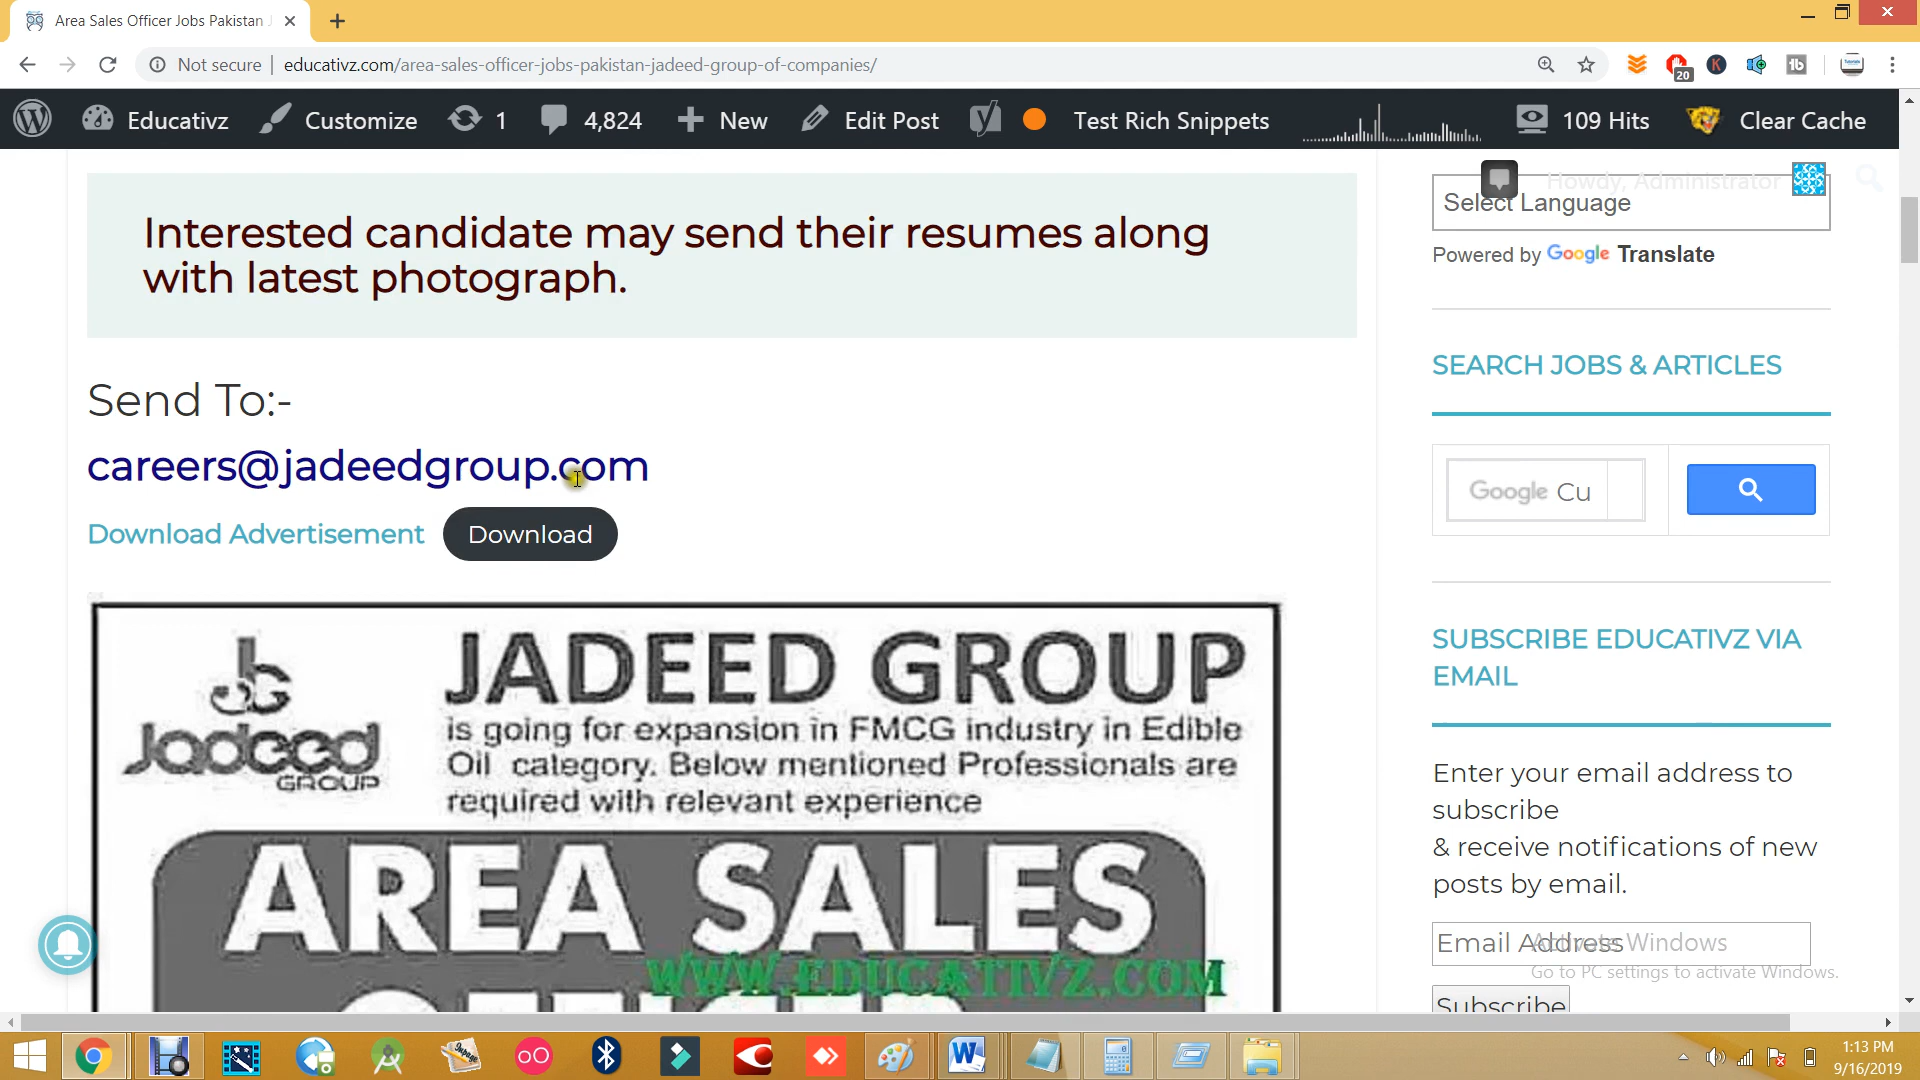 Area Sales Officer Jobs Pakistan
Not secure
educativz.com/area-sales-officer-jobs-pakistan-jadeed-group-of-companies/
20
K
Educativz
Customize
1
4,824
New
Edit Post
Test Rich Snippets
109 Hits
Clear Cache
Howdy, Administrator
Interested candidate may send their resumes along
with latest photograph.
Send To:-
careers@jadeedgroup.com
Download Advertisement
Download
Jadeed
GROUP
JADEED GROUP
is going for expansion in FMCG industry in Edible
Oil category. Below mentioned Professionals are
required with relevant experience
AREA SALES
WWW.EDUCATIVZ.COM
Select Language
Powered by Google Translate
SEARCH JOBS & ARTICLES
Google Cu
SUBSCRIBE EDUCATIVZ VIA
EMAIL
Enter your email address to
subscribe
& receive notifications of new
posts by email.
Email Address
Activate Windows
Go to PC settings to activate Windows.
Subscribe
1:13 PM
9/16/2019